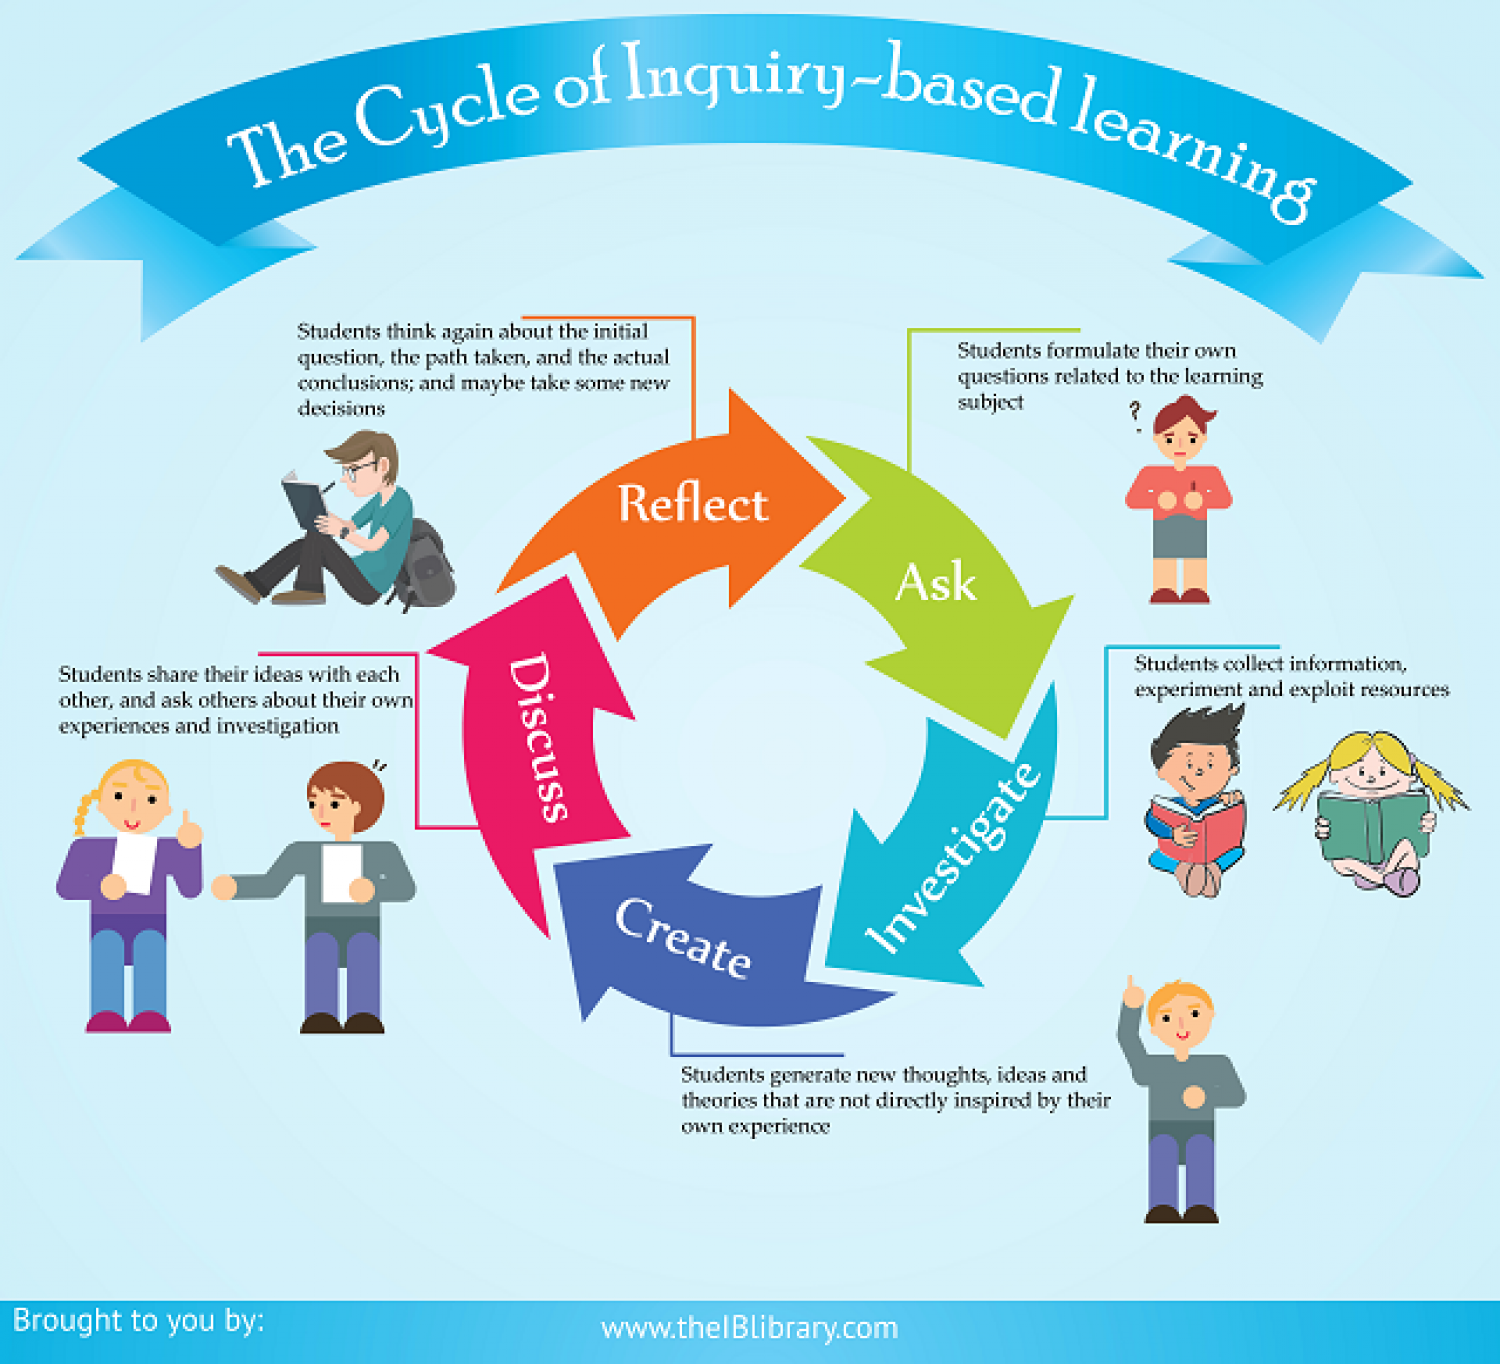 The Cycle of Inquiry-based learning
Students think again about the initial
question, the path taken, and the actual
conclusions; and maybe take some new
decisions
Students formulate their own
questions related to the learning
subject
?
Reflect
Ask
Students share their ideas with each
other, and ask others about their own
experiences and investigation
Students collect information,
experiment and exploit resources
Discuss
Investigate
Create
Students generate new thoughts, ideas and
theories that are not directly inspired by their
own experience
Brought to you by:
www.theIBlibrary.com